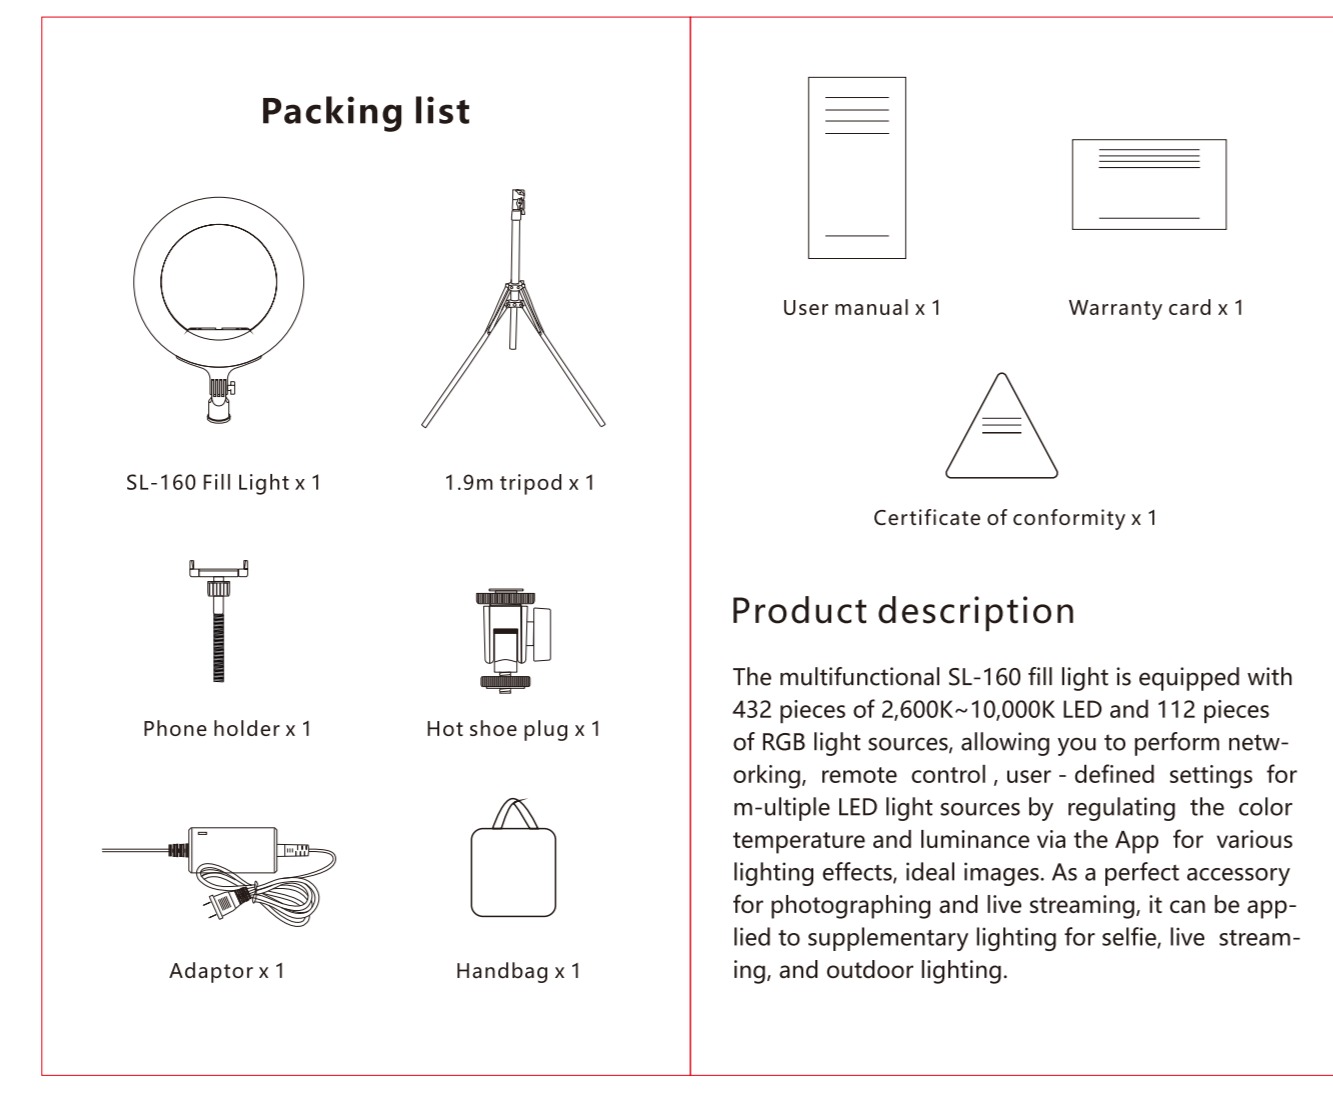 Packing list
SL-160 Fill Light x 1
1.9m tripod x 1
Phone holder x 1
Hot shoe plug x 1
Adaptor x 1
Handbag x 1
User manual x 1
Warranty card x 1
Certificate of conformity x 1
Product description
The multifunctional SL-160 fill light is equipped with
432 pieces of 2,600K~10,000K LED and 112 pieces
of RGB light sources, allowing you to perform netw-
orking, remote control , user - defined settings for
m-ultiple LED light sources by regulating the color
temperature and luminance via the App for various
lighting effects, ideal images. As a perfect accessory
for photographing and live streaming, it can be app-
lied to supplementary lighting for selfie, live stream-
ing, and outdoor lighting.